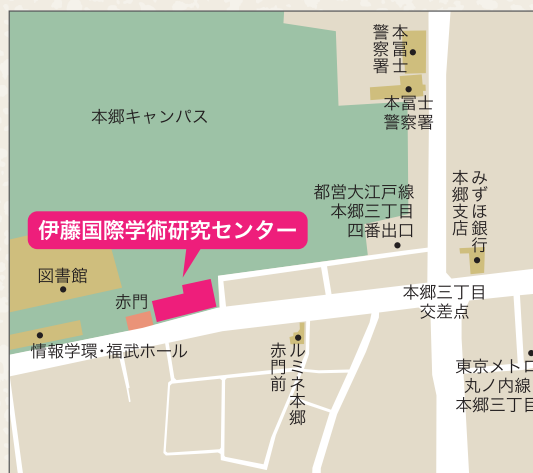 本富士
警察署
本富士
警察署
本郷キャンパス
みずほ銀行
本郷支店
都営大江戸線
本郷三丁目
四番出口
伊藤国際学術研究センター
図書館
赤門
本郷三丁目
交差点
情報学環・福武ホール
ルミネ本郷
赤門前
東京メトロ
丸ノ内線
本郷三丁目